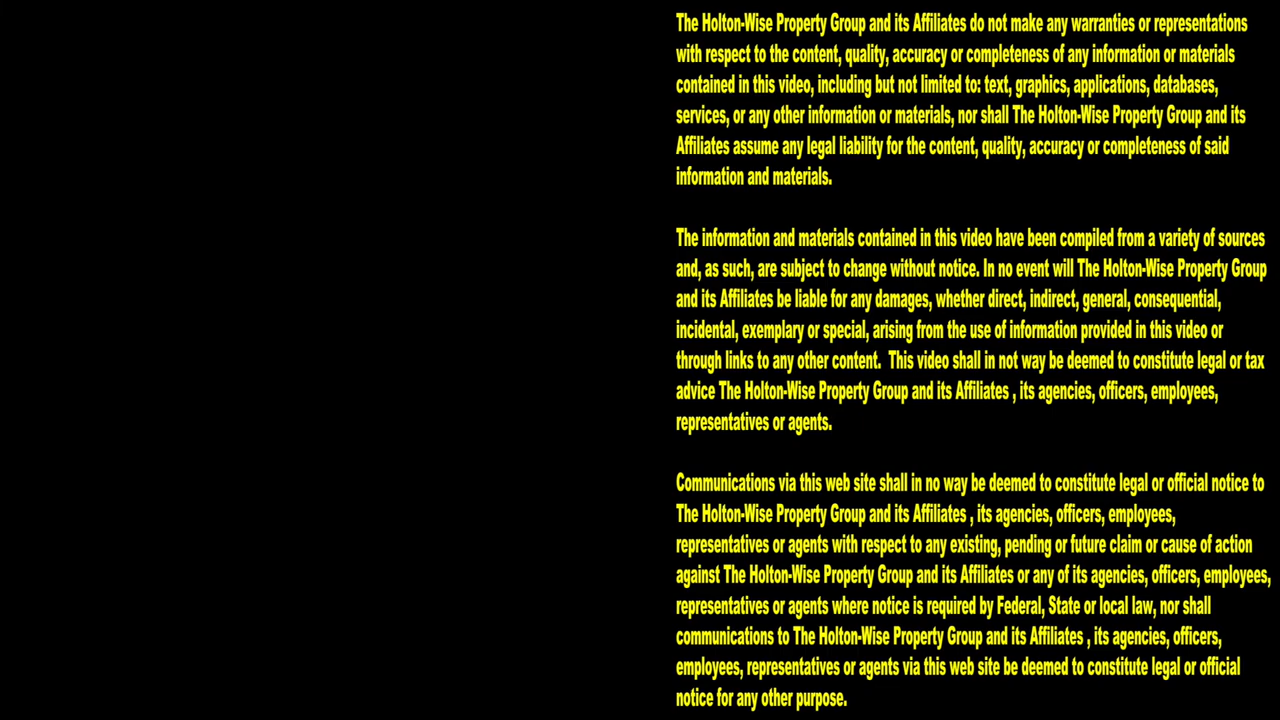 The Holton-Wise Property Group and its Affiliates do not make any warranties or representations
with respect to the content, quality, accuracy or completeness of any information or materials
contained in this video, including but not limited to: text, graphics, applications, databases,
services, or any other information or materials, nor shall The Holton-Wise Property Group and its
Affiliates assume any legal liability for the content, quality, accuracy or completeness of said
information and materials.
The information and materials contained in this video have been compiled from a variety of sources
and, as such, are subject to change without notice. In no event will The Holton-Wise Property Group
and its Affiliates be liable for any damages, whether direct, indirect, general, consequential,
incidental, exemplary or special, arising from the use of information provided in this video or
through links to any other content.  This video shall in not way be deemed to constitute legal or tax
advice The Holton-Wise Property Group and its Affiliates , its agencies, officers, employees,
representatives or agents.
Communications via this web site shall in no way be deemed to constitute legal or official notice to
The Holton-Wise Property Group and its Affiliates , its agencies, officers, employees,
representatives or agents with respect to any existing, pending or future claim or cause of action
against The Holton-Wise Property Group and its Affiliates or any of its agencies, officers, employees,
representatives or agents where notice is required by Federal, State or local law, nor shall
communications to The Holton-Wise Property Group and its Affiliates , its agencies, officers,
employees, representatives or agents via this web site be deemed to constitute legal or official
notice for any other purpose.